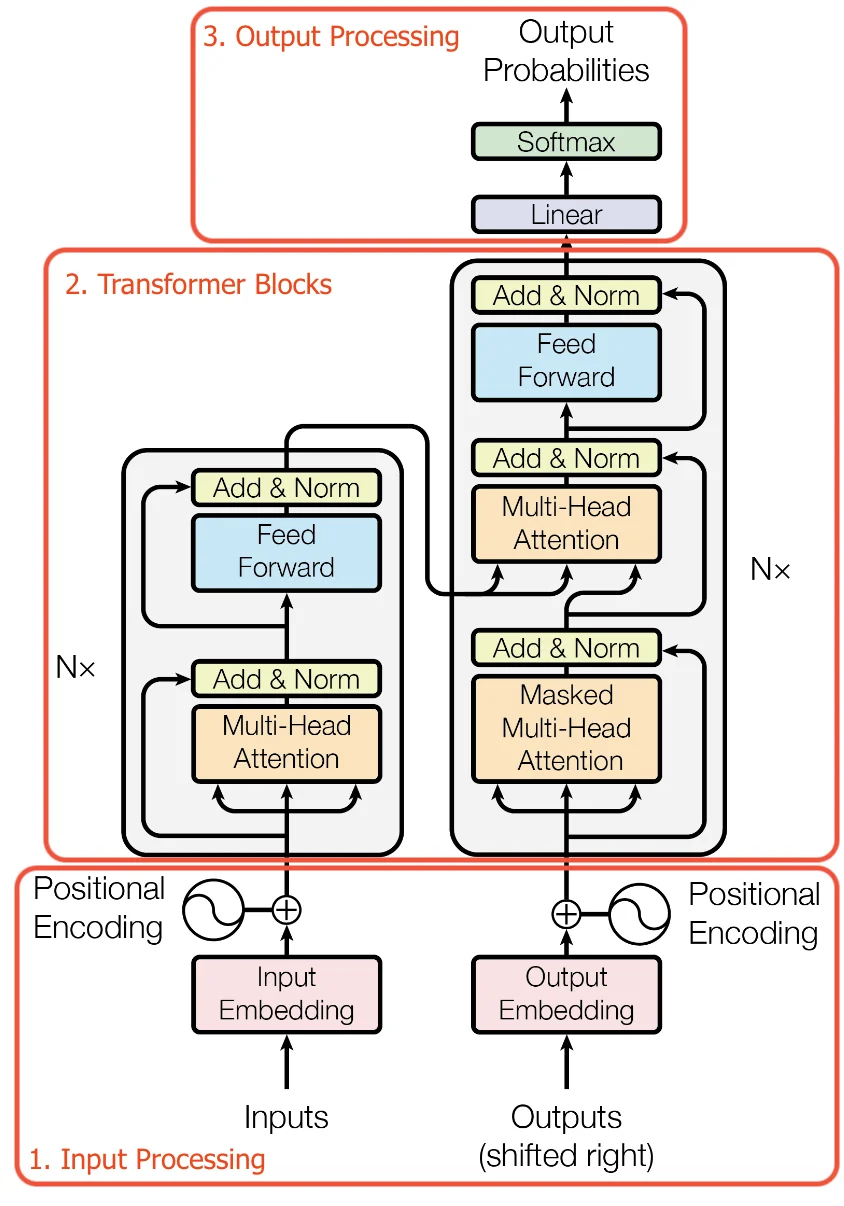 3. Output Processing
Output
Probabilities
Softmax
Linear
2. Transformer Blocks
Add & Norm
Feed
Forward
Add & Norm
Multi-Head
Attention
N×
Add & Norm
Masked
Multi-Head
Attention
Add & Norm
Feed
Forward
N×
Add & Norm
Multi-Head
Attention
Positional
Encoding
Positional
Encoding
Input
Embedding
Output
Embedding
Inputs
Outputs
(shifted right)
1. Input Processing